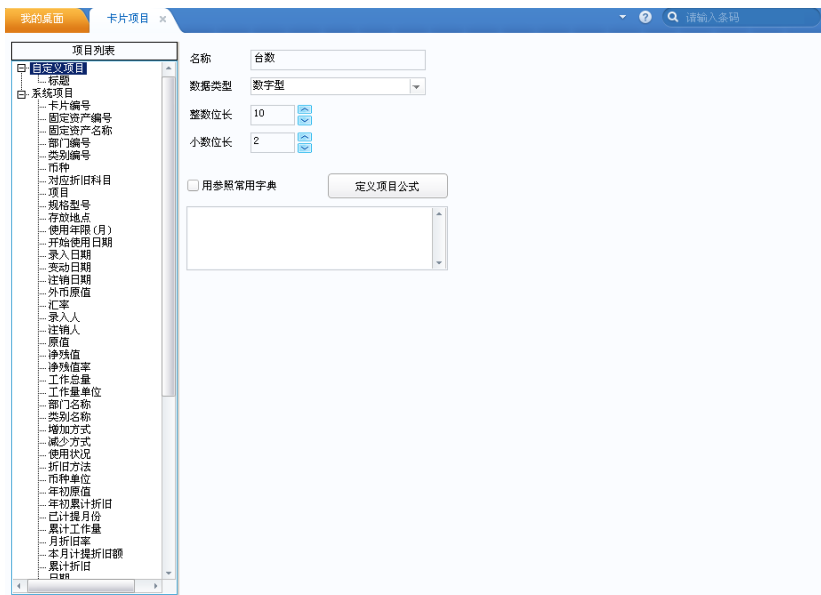 我的桌面
卡片项目
请输入条码
项目列表
自定义项目
标题
系统项目
卡片编号
固定资产编号
固定资产名称
部门编号
类别编号
币种
对应折旧科目
项目
规格型号
存放地点
使用年限(月)
开始使用日期
录入日期
变动日期
注销日期
外币原值
汇率
录入人
注销人
原值
净残值
净残值率
工作总量
工作量单位
部门名称
类别名称
增加方式
减少方式
使用状况
折旧方法
币种单位
年初原值
年初累计折旧
已计提月份
累计工作量
月折旧率
本月计提折旧额
累计折旧
日期
名称 台数
数据类型 数字型
整数位长 10
小数位长 2
用参照常用字典 定义项目公式